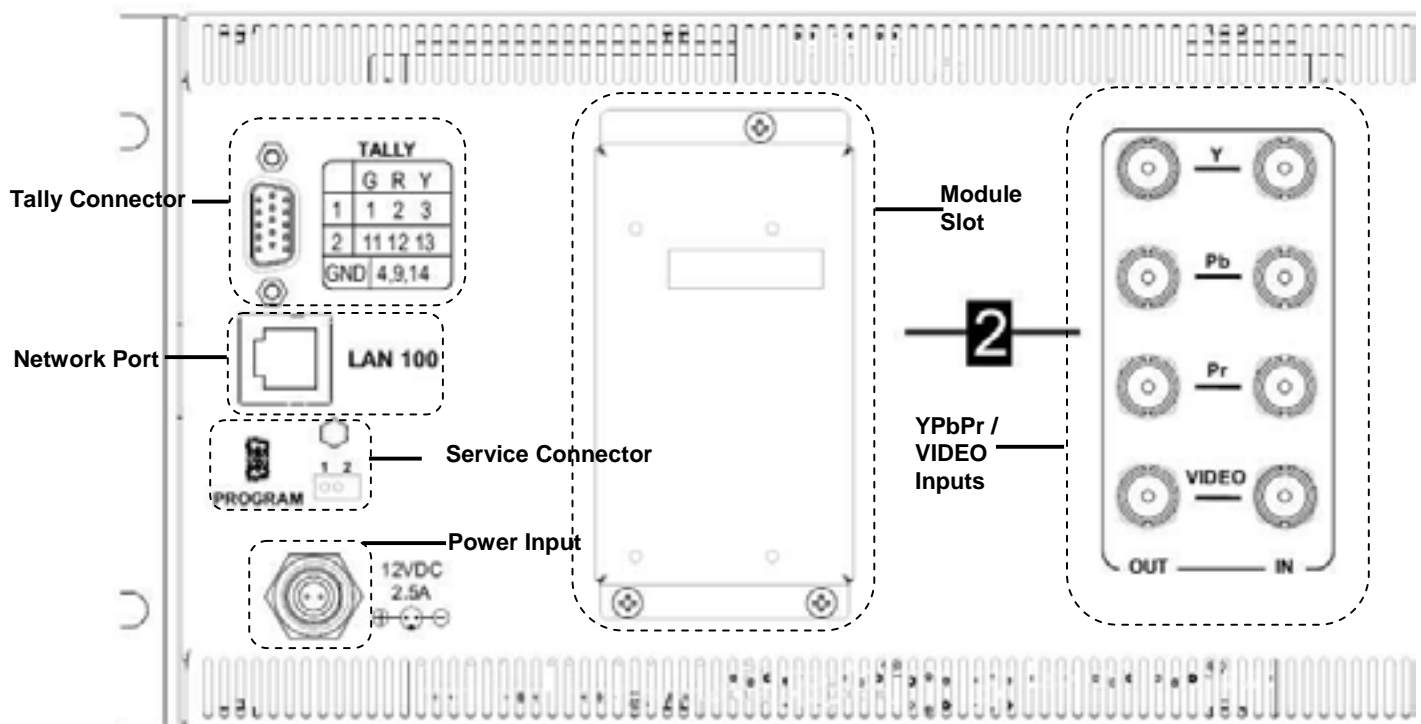 Tally Connector
TALLY
G R Y
1 1 2 3
2 11 12 13
GND 4,9,14
Network Port
LAN 100
Service Connector
1 2
PROGRAM
Power Input
12VDC
2.5A
Module
Slot
2
YPbPr /
VIDEO
Inputs
Y
Pb
Pr
VIDEO
OUT IN